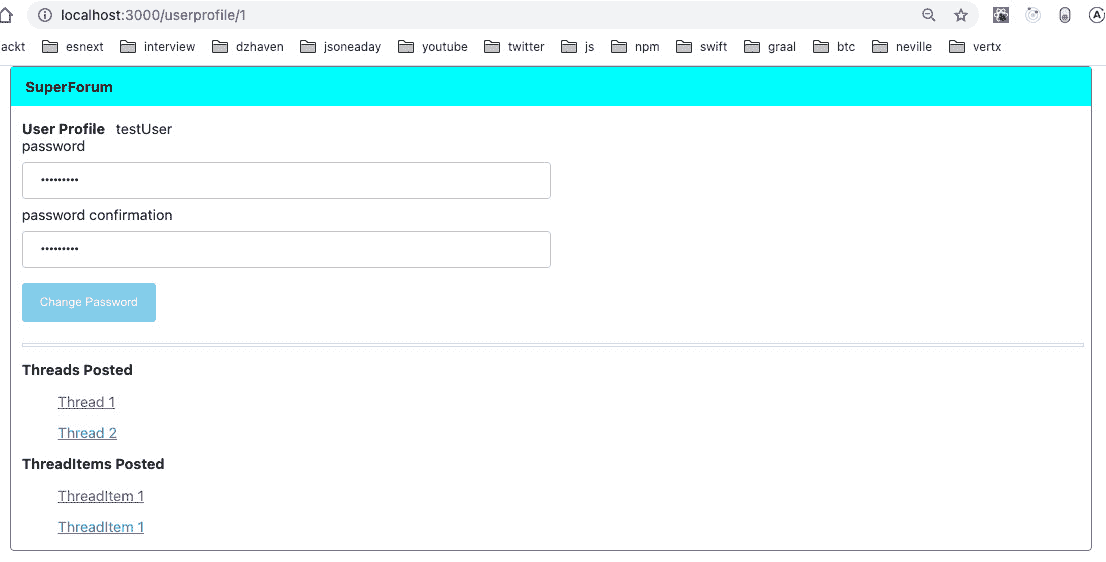 localhost:3000/userprofile/1
ackt esnext interview dzhaven jsoneaday youtube twitter js npm swift graal btc neville vertx
SuperForum
User Profile testUser
password
•••••••••
password confirmation
•••••••••
Change Password
Threads Posted
Thread 1
Thread 2
ThreadItems Posted
ThreadItem 1
ThreadItem 1